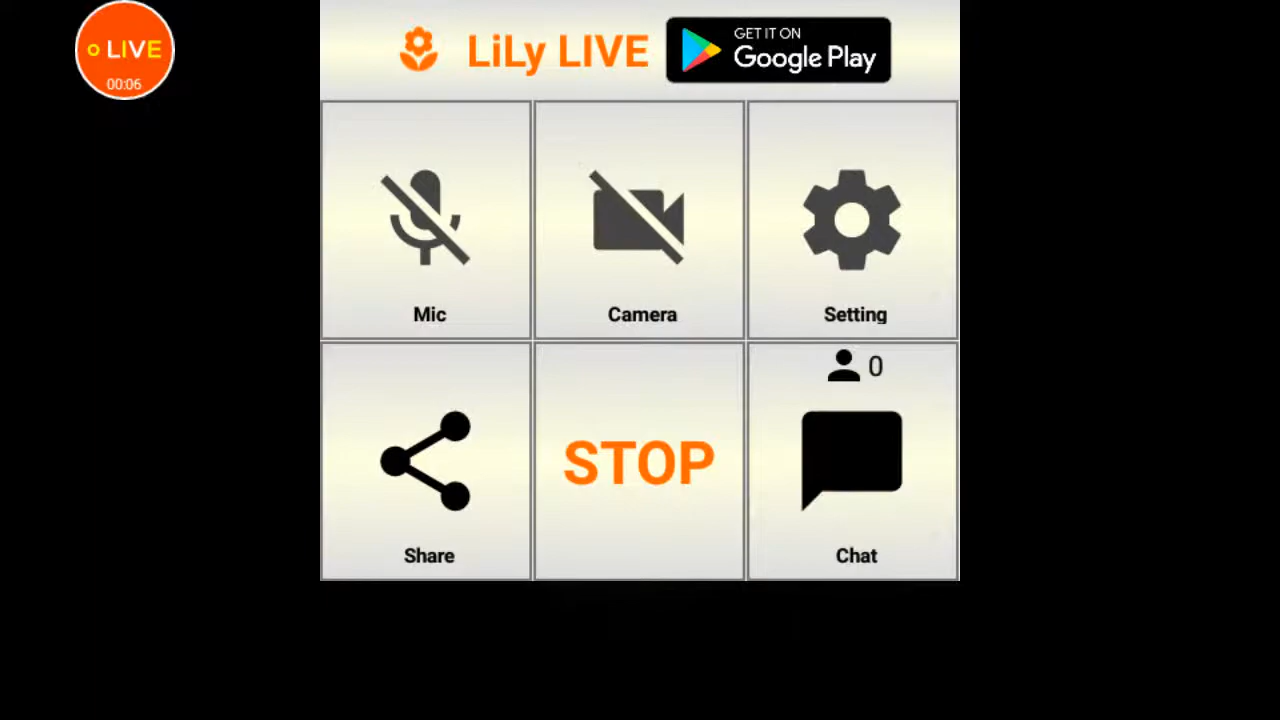 LIVE
00:06
LiLy LIVE
GET IT ON
Google Play
Mic
Camera
Setting
0
Share
STOP
Chat